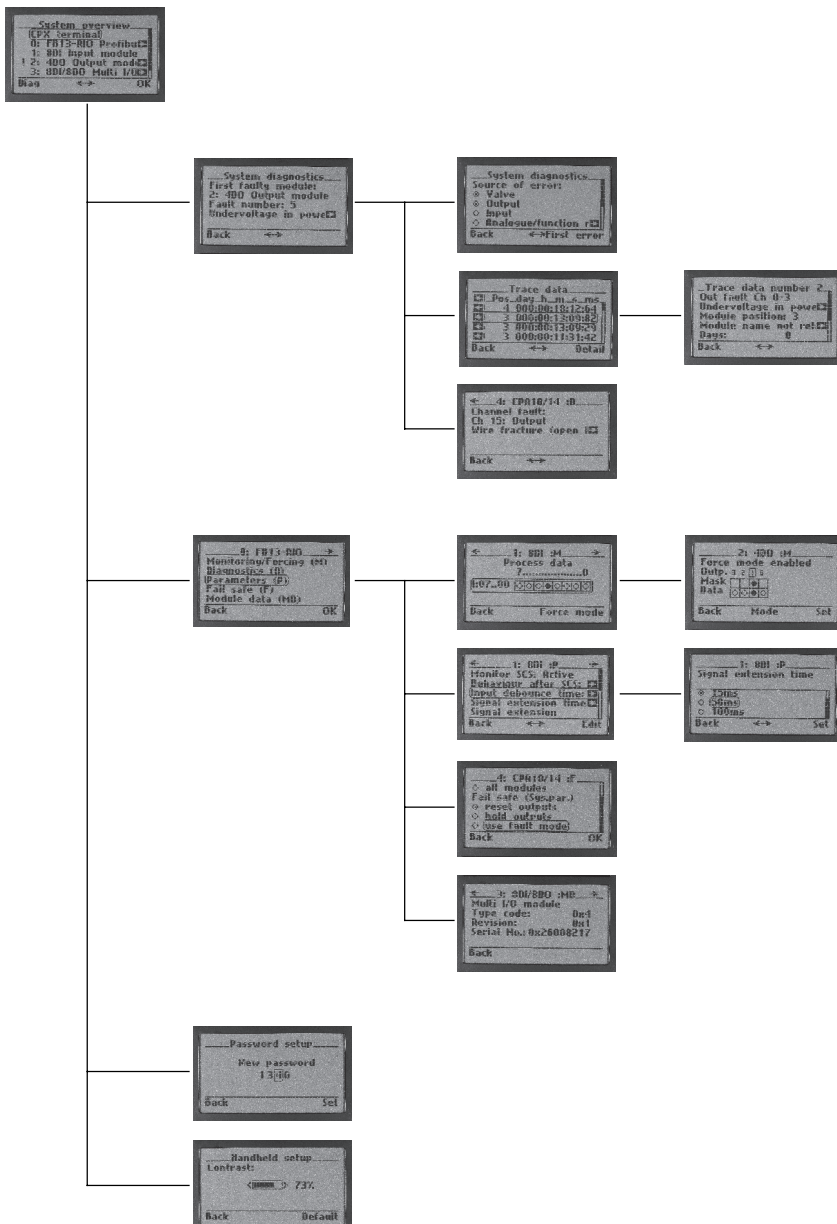 System overview
[CPX terminal]
0: FB13-RIO Profibu
1: 8DI Input module
! 2: 4DO Output mod
3: 8DI/8DO Multi I/O
Diag <-> OK
System diagnostics
First faulty module:
2: 4DO Output module
Fault number: 5
Undervoltage in powe
Back <->
System diagnostics
Source of error:
Valve
Output
Input
Analogue/function
Back <->First error
Trace data
Pos day h m s ms
4 000:00:18:12:64
3 000:00:13:09:82
3 000:00:13:09:29
3 000:00:11:31:42
Back <-> Detail
Trace data number 2
Out fault Ch 0-3
Undervoltage in powe
Module position: 3
Module name not rel
Days: 0
Back <->
4: CPA10/14 :D
Channel fault:
Ch 15: Output
Wire fracture (open
Back <->
0: FB13-RIO
Monitoring/Forcing (M)
Diagnostics (D)
Parameters (P)
Fail safe (F)
Module data (MD)
Back OK
1: 8DI :M
Process data
7..................0
I:07..00
Back Force mode
2: 4DO :M
Force mode enabled
Outp. 3 2 1 0
Mask
Data
Back Mode Set
1: 8DI :P
Monitor SCS: Active
Behaviour after SCS:
Input debounce time:
Signal extension time
Signal extension
Back <-> Edit
1: 8DI :P
Signal extension time
15ms
50ms
100ms
Back <-> Set
4: CPA10/14 :F
all modules
Fail safe (Sys.par.)
reset outputs
hold outputs
use fault mode
Back OK
3: 8DI/8DO :MD
Multi I/O module
Type code: 0x4
Revision: 0x1
Serial No.: 0x26008217
Back
Password setup
New password
Back Set
Handheld setup
Contrast:
73%
Back Default